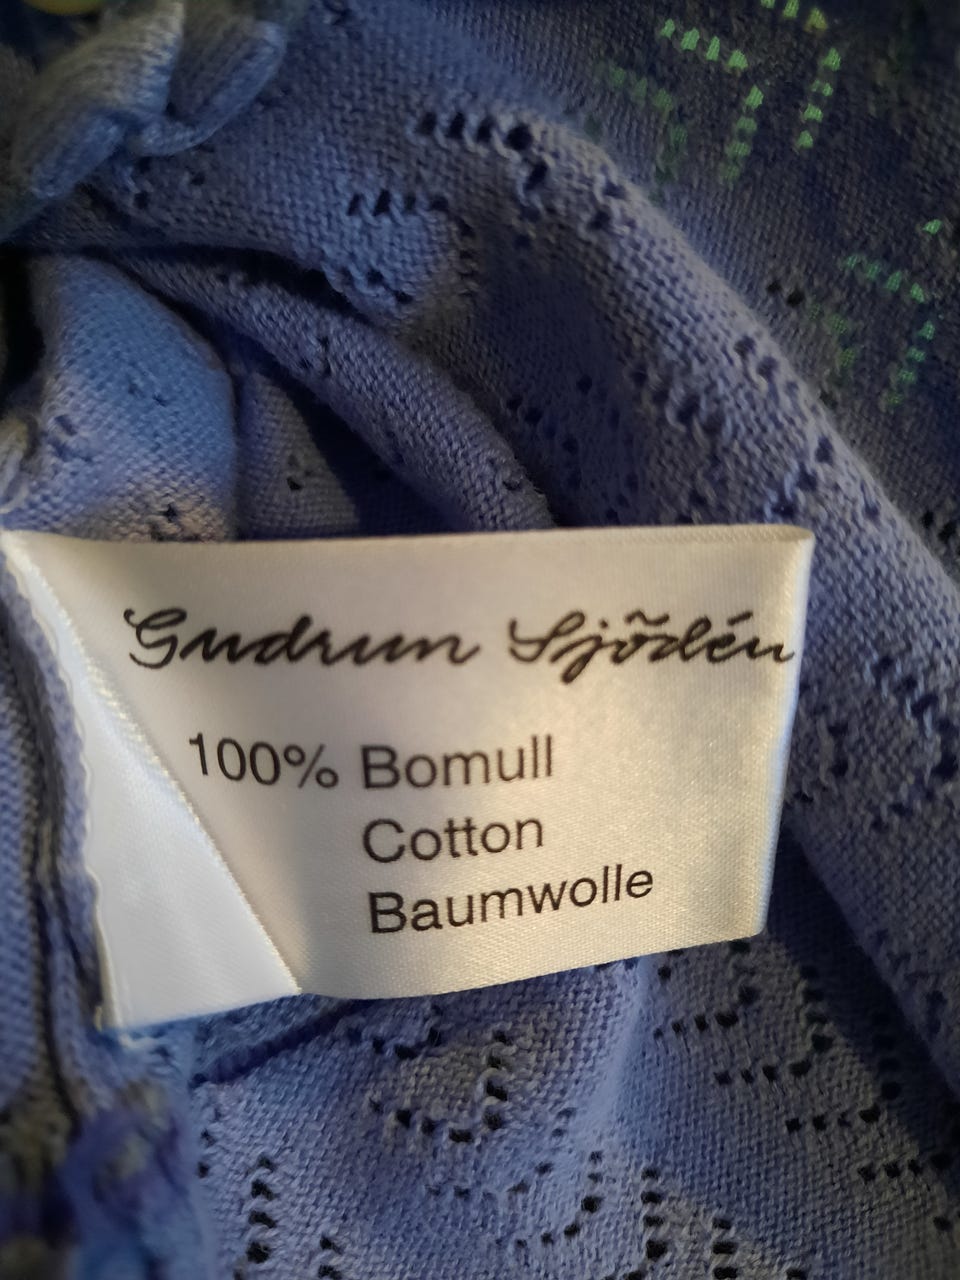 Gudrun Sjödén
100% Bomull
Cotton
Baumwolle